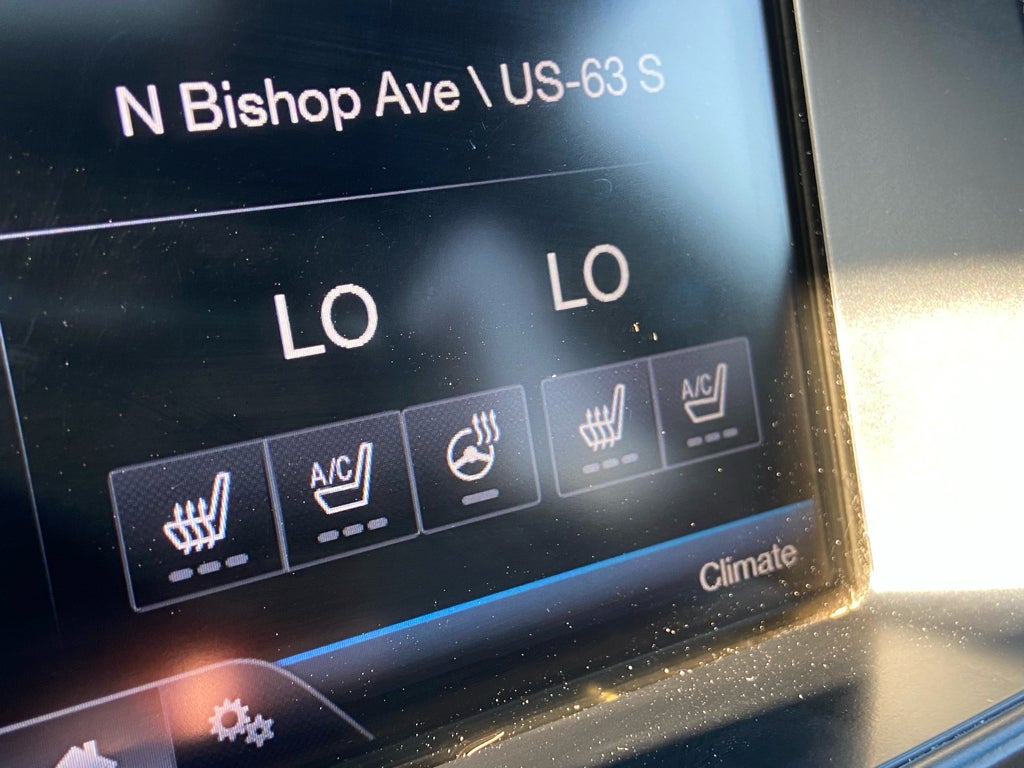 N Bishop Ave \ US-63 S
LO LO
A/C A/C
Climate